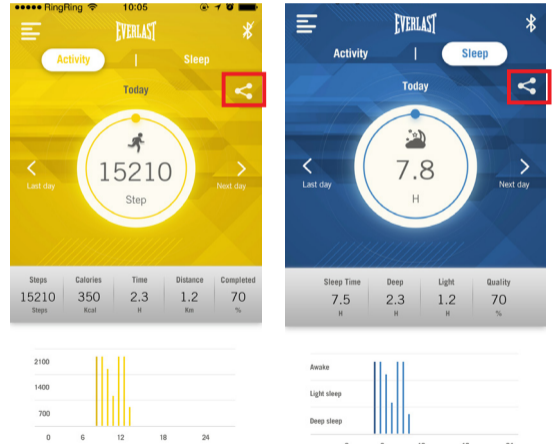 RingRing 10:05
EVERLAST
Activity | Sleep
Today
15210
Step
Last day Next day
Steps Calories Time Distance Completed
15210 350 2.3 1.2 70
Steps Kcal H Km %
2100
1400
700
0 6 12 18 24
EVERLAST
Activity | Sleep
Today
7.8
H
Last day Next day
Sleep Time Deep Light Quality
7.5 2.3 1.2 70
H H H %
Awake
Light sleep
Deep sleep